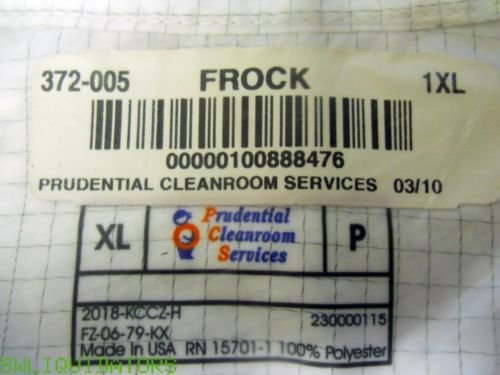 372-005 FROCK 1XL
00000100888476
PRUDENTIAL CLEANROOM SERVICES 03/10
XL Prudential Cleanroom Services P
2018-KCCZ-H 230000115
FZ-06-79-KX
Made In USA RN 15701-1 100% Polyester
SWLIQUIDATORS